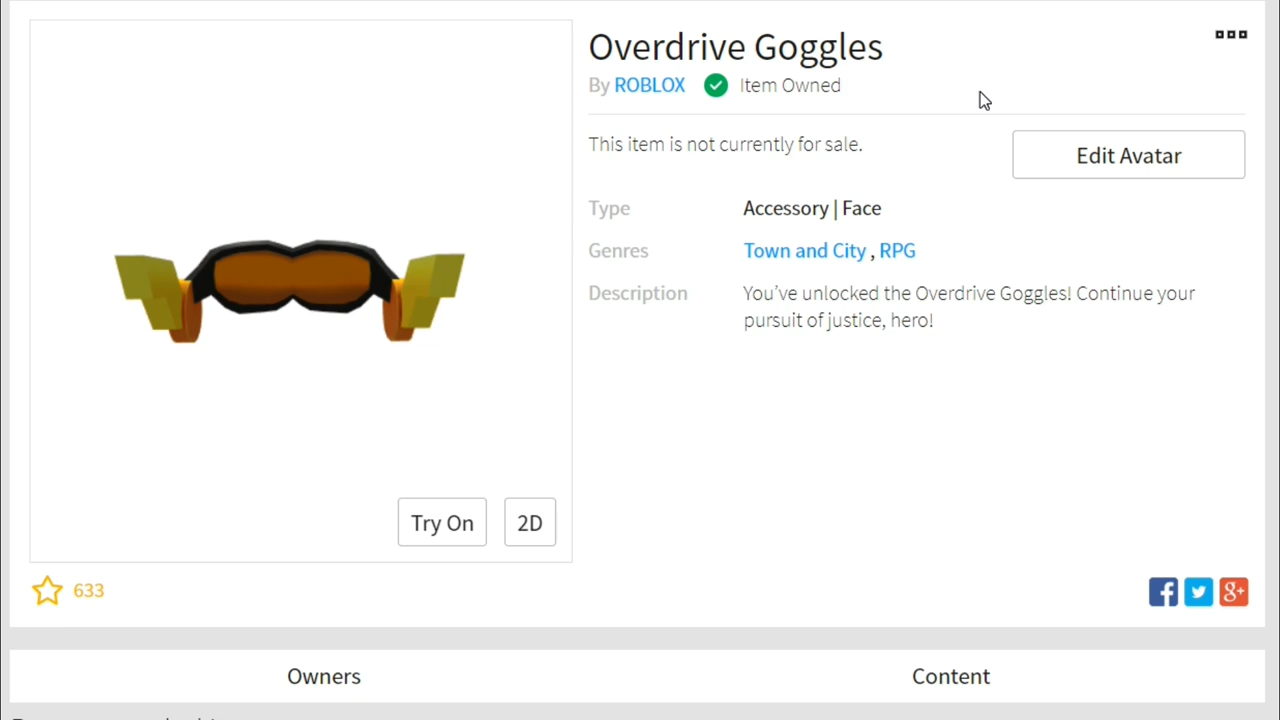 Overdrive Goggles
By ROBLOX Item Owned
This item is not currently for sale.
Edit Avatar
Type Accessory | Face
Genres Town and City , RPG
Description You’ve unlocked the Overdrive Goggles! Continue your
pursuit of justice, hero!
Try On 2D
633
f g+
Owners Content